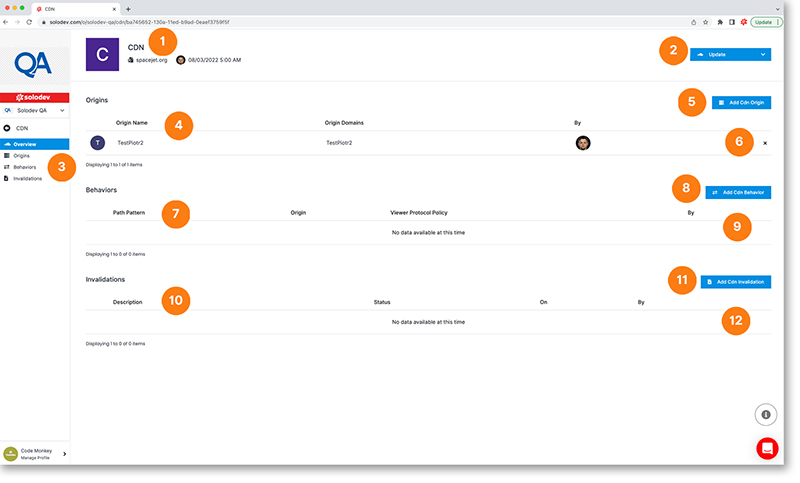 CDN
solodev.com/o/solodev-qa/cdn/ba745652-130a-11ed-b9ad-0eaef3759f5f
Update
QA
solodev
QA Solodev QA
CDN
Overview
Origins
Behaviors
Invalidations
3
C
CDN
1
spacejet.org
08/03/2022 5:00 AM
2
Update
Origins
5
Add Cdn Origin
Origin Name
4
Origin Domains
By
T
TestPiotr2
TestPiotr2
6
Displaying 1 to 1 of 1 items
Behaviors
8
Add Cdn Behavior
Path Pattern
7
Origin
Viewer Protocol Policy
By
No data available at this time
9
Displaying 1 to 0 of 0 items
Invalidations
11
Add Cdn Invalidation
Description
10
Status
On
By
No data available at this time
12
Displaying 1 to 0 of 0 items
Code Monkey
Manage Profile